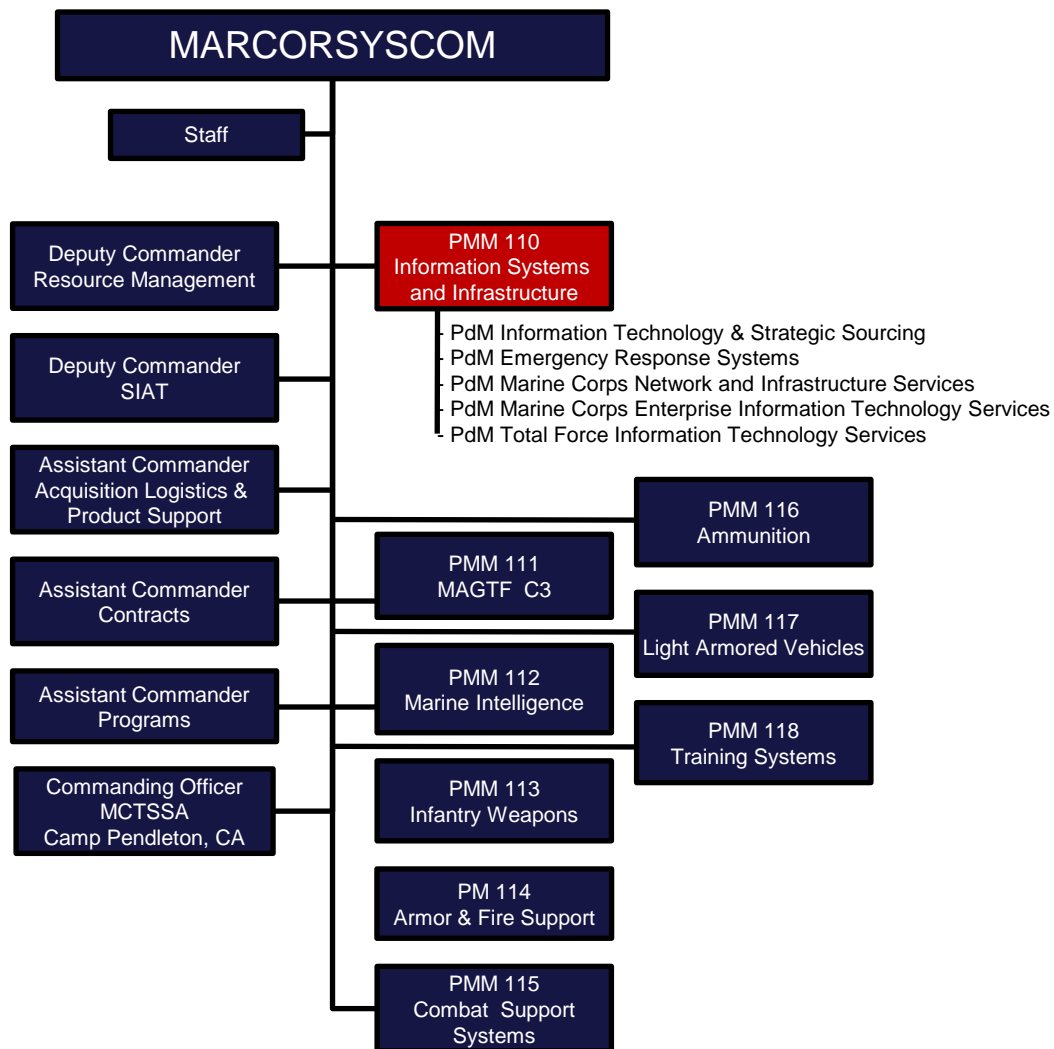 MARCORSYSCOM
Staff
Deputy Commander
Resource Management
PMM 110
Information Systems
and Infrastructure
- PdM Information Technology & Strategic Sourcing
- PdM Emergency Response Systems
- PdM Marine Corps Network and Infrastructure Services
- PdM Marine Corps Enterprise Information Technology Services
- PdM Total Force Information Technology Services
Deputy Commander
SIAT
Assistant Commander
Acquisition Logistics &
Product Support
PMM 116
Ammunition
PMM 111
MAGTF C3
Assistant Commander
Contracts
PMM 117
Light Armored Vehicles
PMM 112
Marine Intelligence
Assistant Commander
Programs
PMM 118
Training Systems
Commanding Officer
MCTSSA
Camp Pendleton, CA
PMM 113
Infantry Weapons
PM 114
Armor & Fire Support
PMM 115
Combat Support
Systems